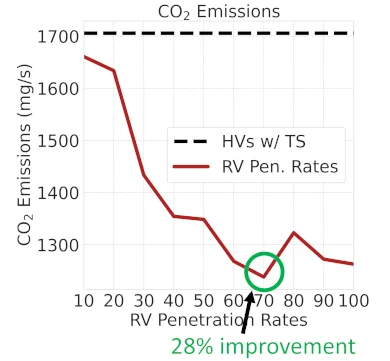 CO₂ Emissions
CO₂ Emissions (mg/s)
1700
1600
1500
1400
1300
HVs w/ TS
RV Pen. Rates
10 20 30 40 50 60 70 80 90 100
RV Penetration Rates
28% improvement